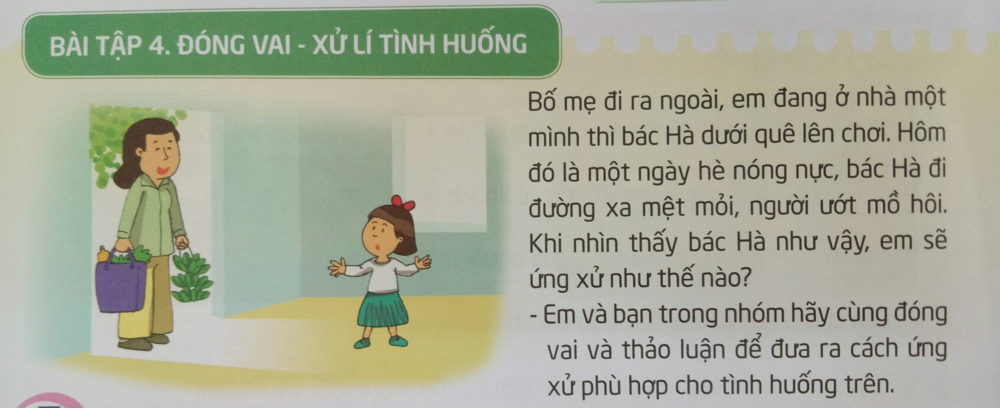 BÀI TẬP 4. ĐÓNG VAI - XỬ LÍ TÌNH HUỐNG
Bố mẹ đi ra ngoài, em đang ở nhà một
mình thì bác Hà dưới quê lên chơi. Hôm
đó là một ngày hè nóng nực, bác Hà đi
đường xa mệt mỏi, người ướt mồ hôi.
Khi nhìn thấy bác Hà như vậy, em sẽ
ứng xử như thế nào?
- Em và bạn trong nhóm hãy cùng đóng
vai và thảo luận để đưa ra cách ứng
xử phù hợp cho tình huống trên.